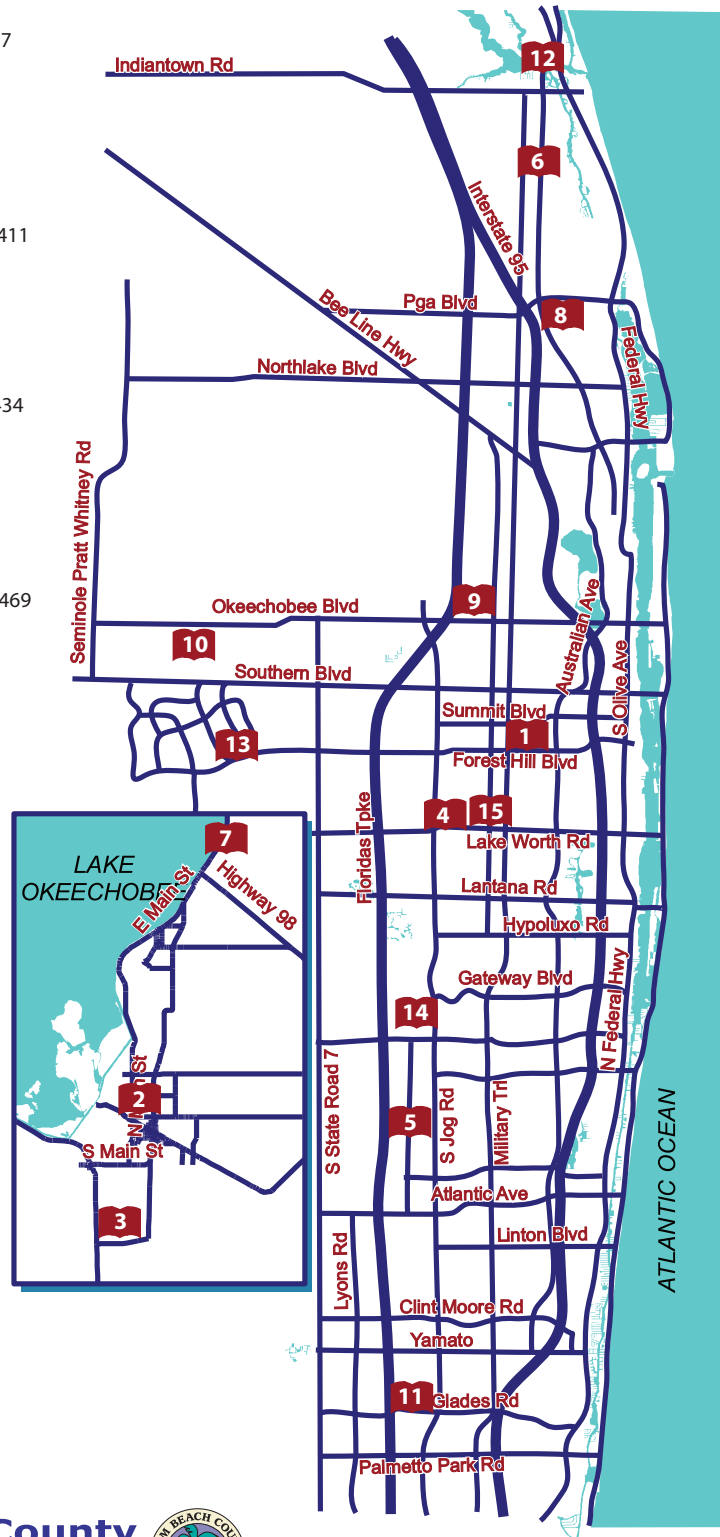 7
12
Indiantown Rd
6
Interstate 95
411
Bee Line Hwy
Pga Blvd
8
Federal Hwy
Northlake Blvd
434
Seminole Pratt Whitney Rd
469
Okeechobee Blvd
9
Australian Ave
10
S Olive Ave
Southern Blvd
Summit Blvd
1
13
Forest Hill Blvd
Floridas Tpke
4
15
Lake Worth Rd
7
LAKE
OKEECHOBEE
E Main St
Highway 98
Lantana Rd
Hypoluxo Rd
Gateway Blvd
N Federal Hwy
14
S State Road 7
5
S Jog Rd
Military Trl
N Main St
2
S Main St
3
ATLANTIC OCEAN
Atlantic Ave
Linton Blvd
Lyons Rd
Clint Moore Rd
Yamato
11
Glades Rd
Palmetto Park Rd
County
M BEACH COU